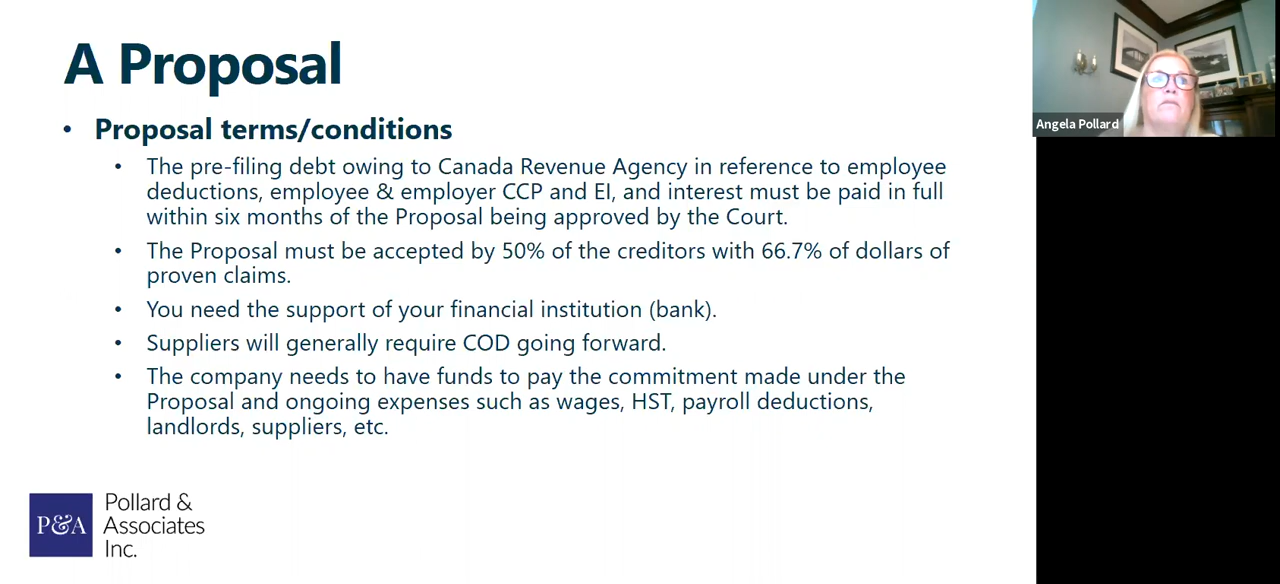 A Proposal
• Proposal terms/conditions
• The pre-filing debt owing to Canada Revenue Agency in reference to employee
deductions, employee & employer CCP and EI, and interest must be paid in full
within six months of the Proposal being approved by the Court.
• The Proposal must be accepted by 50% of the creditors with 66.7% of dollars of
proven claims.
• You need the support of your financial institution (bank).
• Suppliers will generally require COD going forward.
• The company needs to have funds to pay the commitment made under the
Proposal and ongoing expenses such as wages, HST, payroll deductions,
landlords, suppliers, etc.
P&A
Pollard &
Associates
Inc.
Angela Pollard